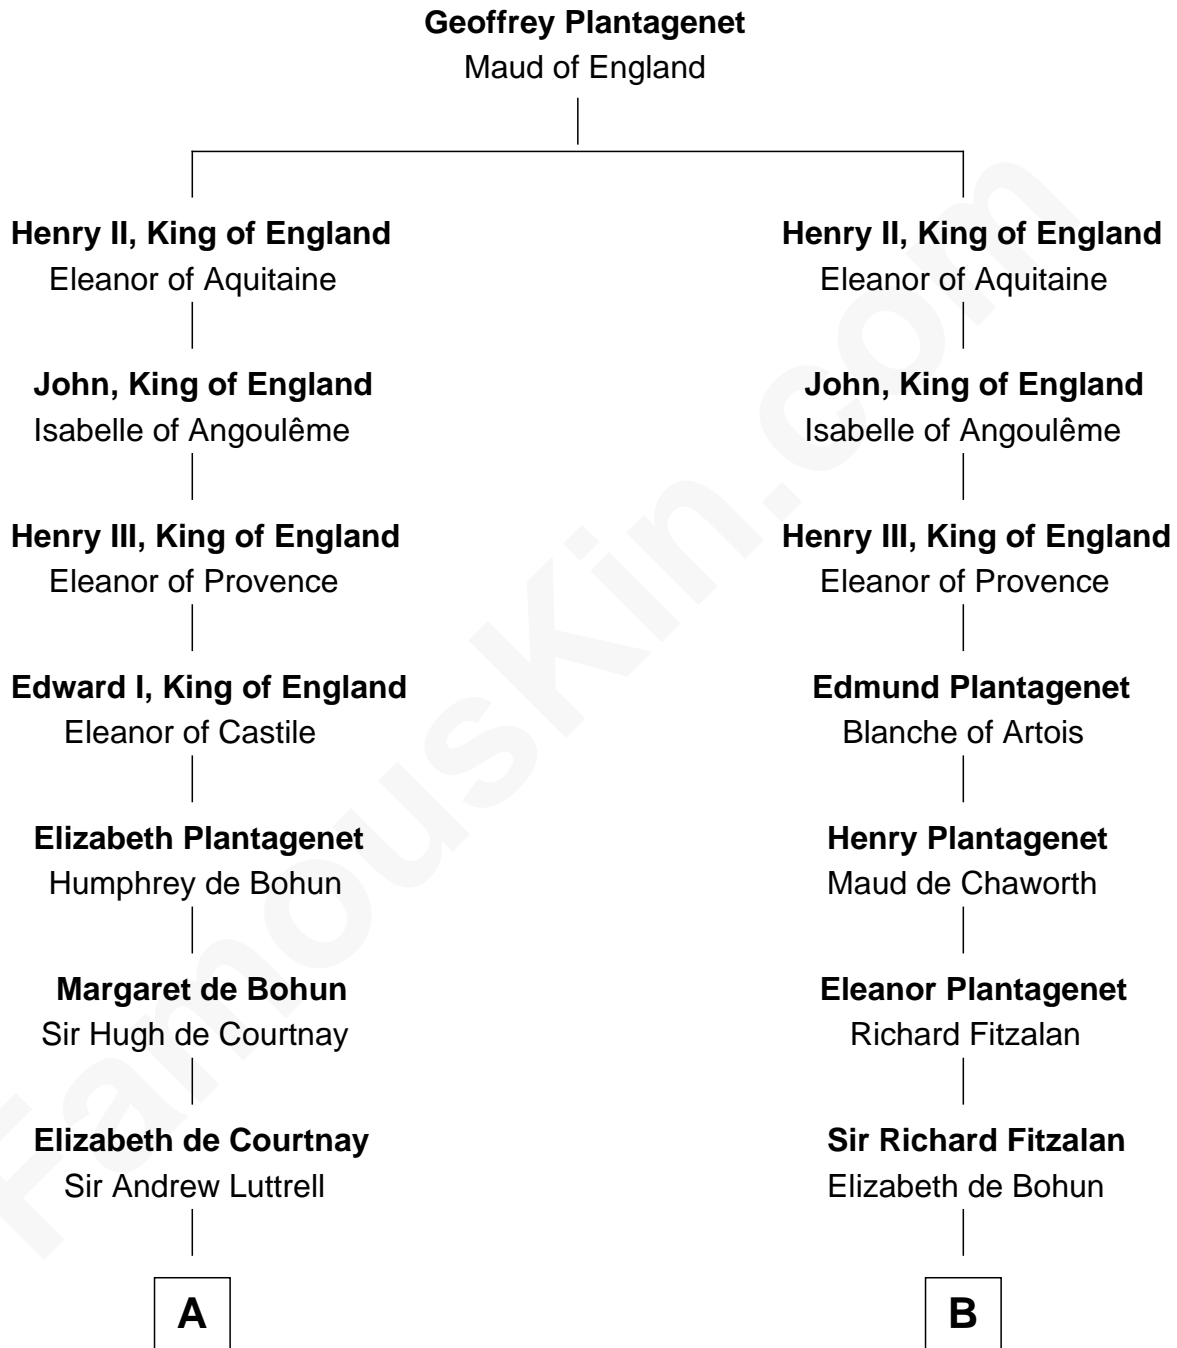 Geoffrey Plantagenet
Maud of England
Henry II, King of England
Eleanor of Aquitaine
Henry II, King of England
Eleanor of Aquitaine
John, King of England
Isabelle of Angoulême
John, King of England
Isabelle of Angoulême
Henry III, King of England
Eleanor of Provence
Henry III, King of England
Eleanor of Provence
Edward I, King of England
Eleanor of Castile
Edmund Plantagenet
Blanche of Artois
Elizabeth Plantagenet
Humphrey de Bohun
Henry Plantagenet
Maud de Chaworth
Margaret de Bohun
Sir Hugh de Courtnay
Eleanor Plantagenet
Richard Fitzalan
Elizabeth de Courtnay
Sir Andrew Luttrell
Sir Richard Fitzalan
Elizabeth de Bohun
A
B
FamousKin.com